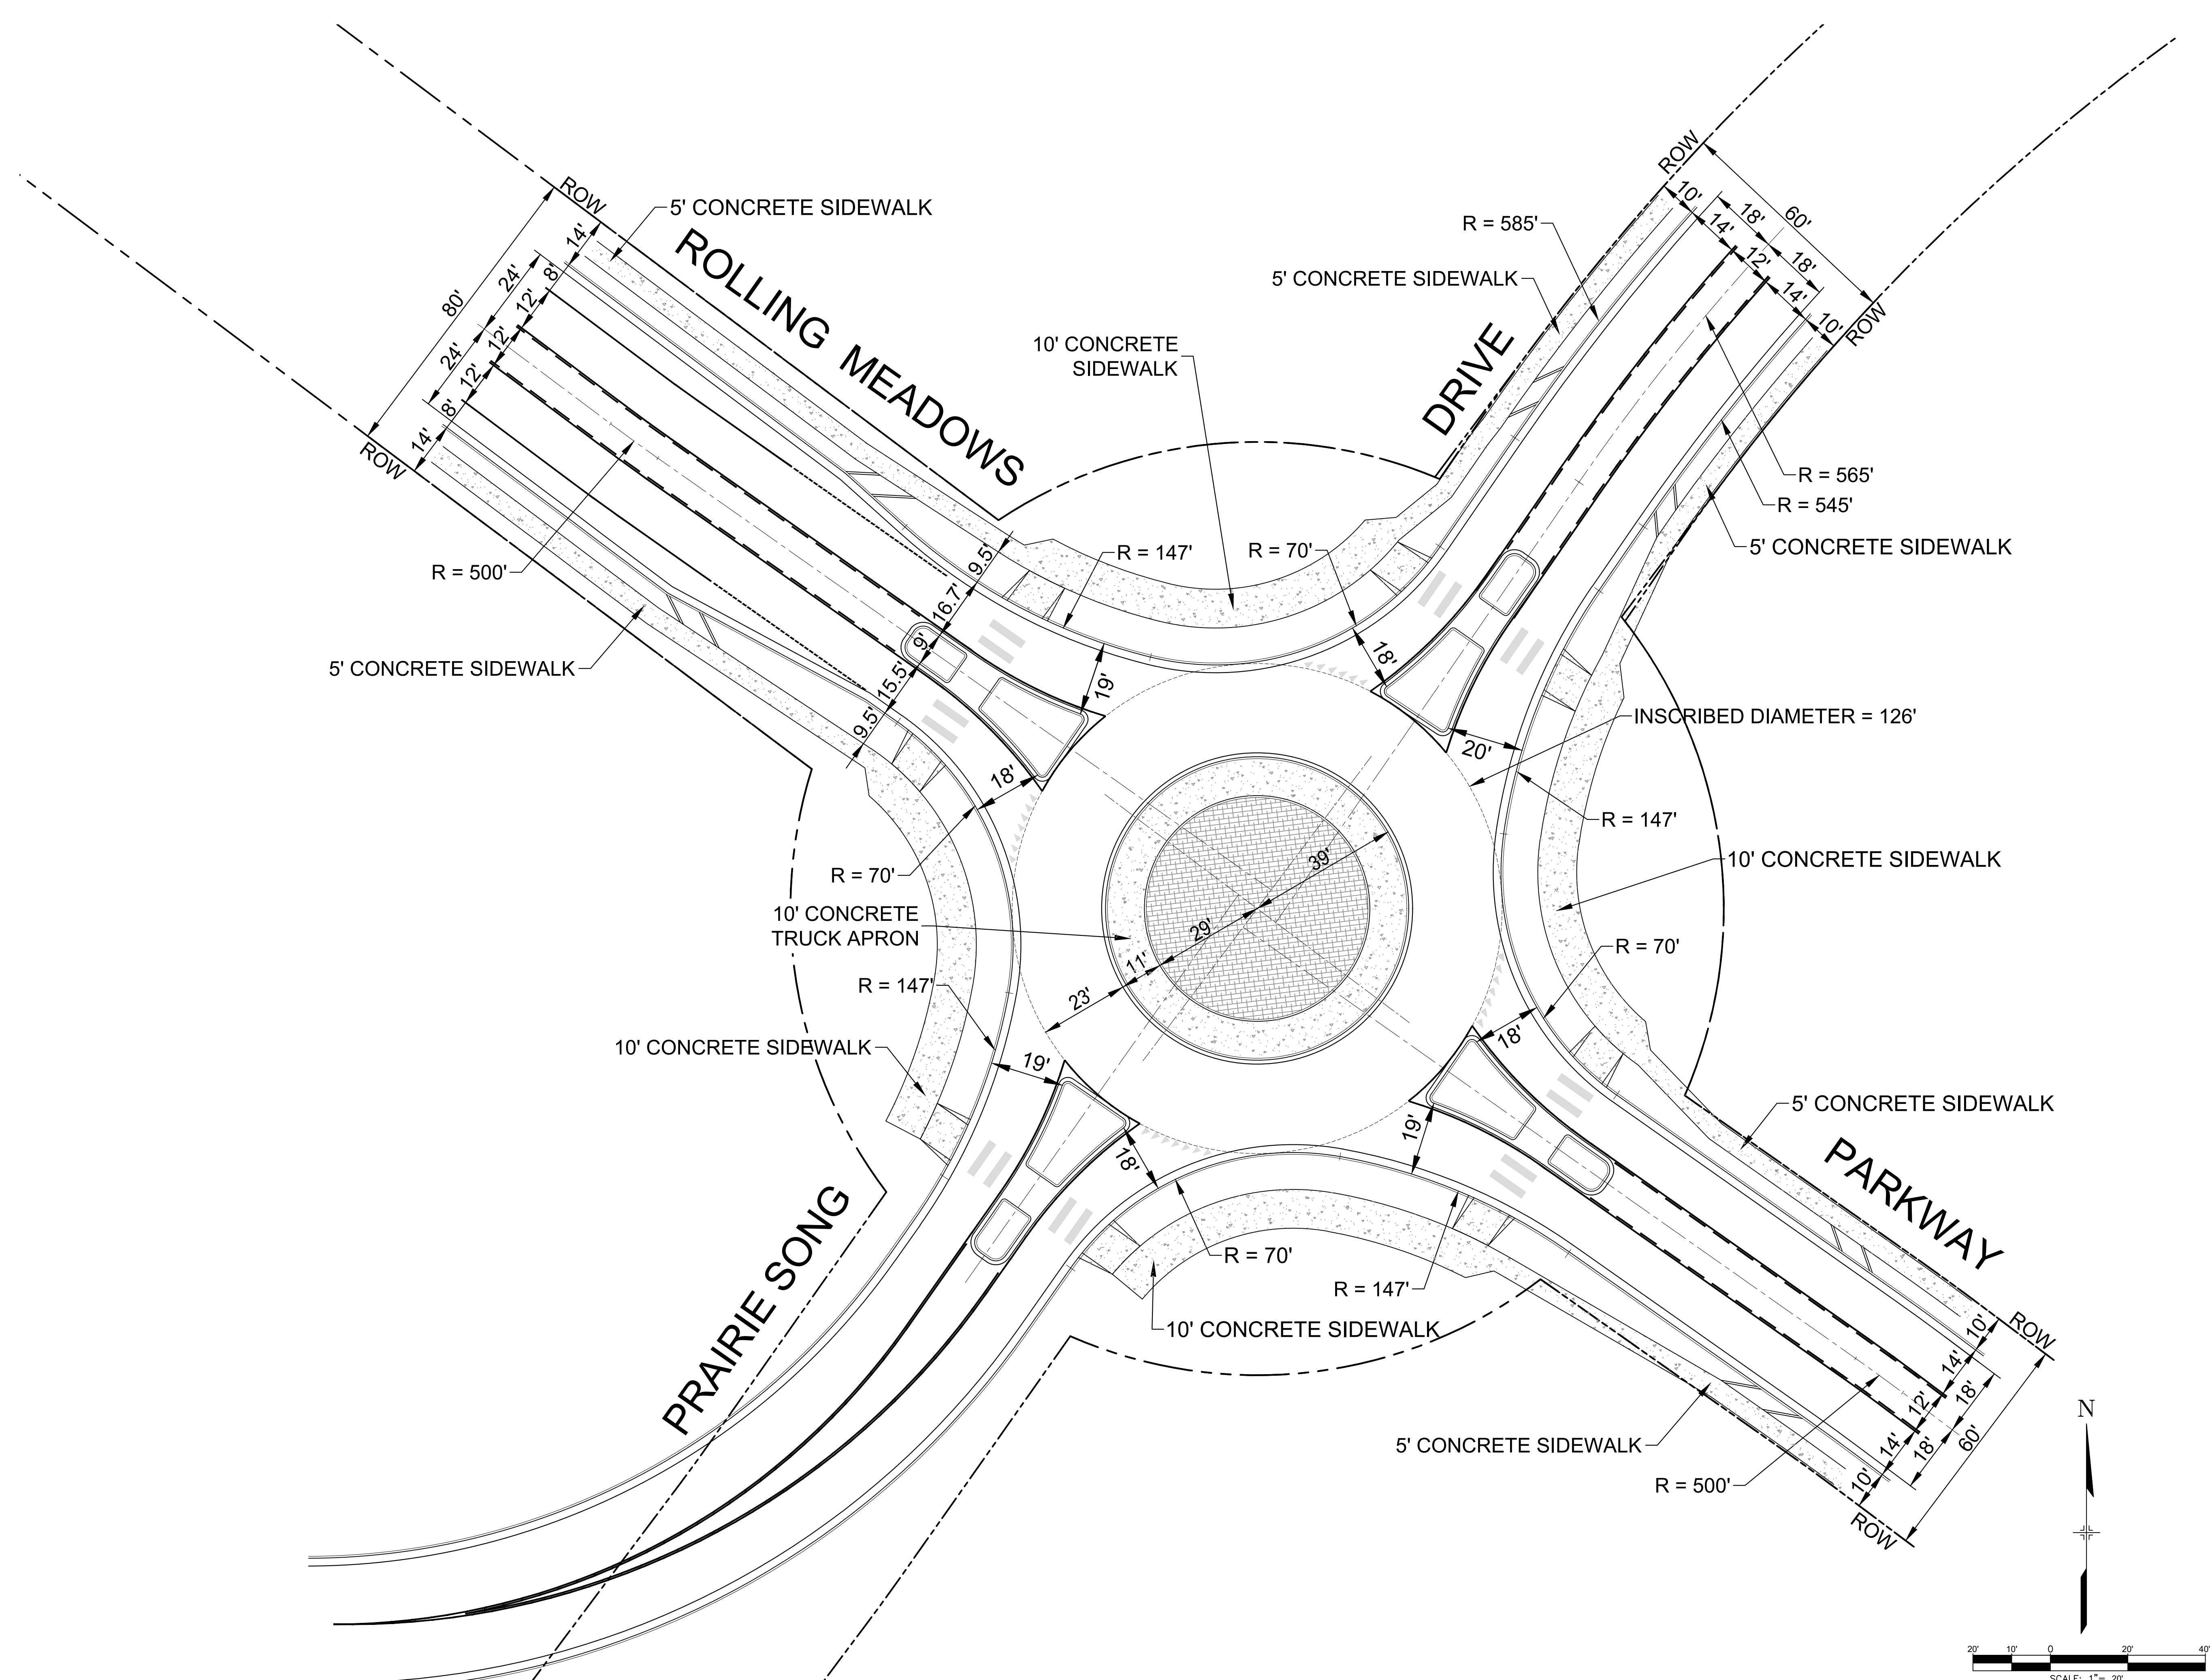 ROW
5' CONCRETE SIDEWALK
ROLLING MEADOWS
14'
8'
24'
12'
80'
12'
24'
12'
8'
14'
ROW
R = 500'
5' CONCRETE SIDEWALK
9.5'
16.7'
9'
15.5'
9.5'
R = 147'
19'
18'
10' CONCRETE
SIDEWALK
R = 70'
18'
R = 585'
5' CONCRETE SIDEWALK
DRIVE
ROW
10'
14'
18'
60'
12'
18'
14'
10'
ROW
R = 565'
R = 545'
5' CONCRETE SIDEWALK
INSCRIBED DIAMETER = 126'
20'
R = 147'
10' CONCRETE SIDEWALK
R = 70'
18'
R = 70'
10' CONCRETE
TRUCK APRON
39'
29'
11'
23'
R = 147'
10' CONCRETE SIDEWALK
19'
18'
PRAIRIE SONG
R = 70'
10' CONCRETE SIDEWALK
R = 147'
19'
5' CONCRETE SIDEWALK
PARKWAY
5' CONCRETE SIDEWALK
R = 500'
ROW
10'
14'
18'
12'
60'
18'
14'
10'
ROW
N
20' 10' 0 20' 40'
SCALE: 1"= 20'